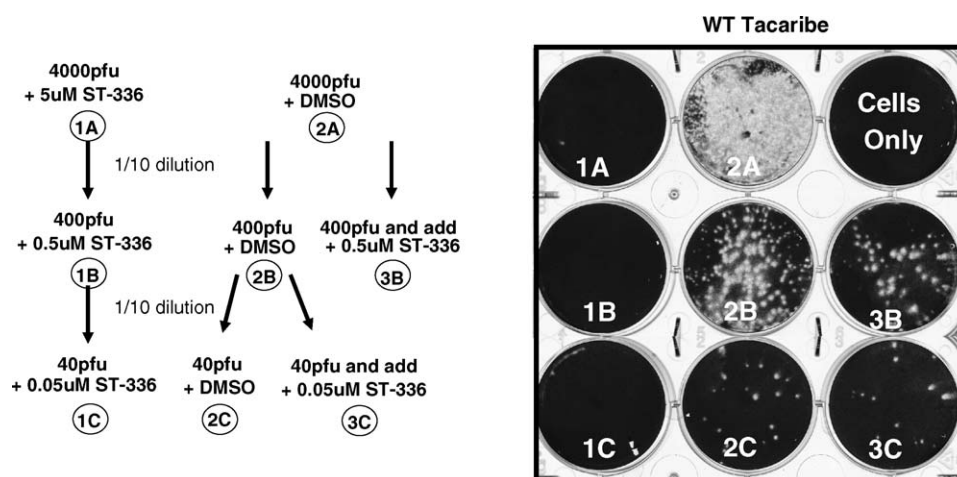 WT Tacaribe
4000pfu
+ 5uM ST-336
1A
4000pfu
+ DMSO
2A
1/10 dilution
400pfu
+ 0.5uM ST-336
1B
400pfu
+ DMSO
2B
400pfu and add
+ 0.5uM ST-336
3B
1/10 dilution
40pfu
+ 0.05uM ST-336
1C
40pfu
+ DMSO
2C
40pfu and add
+ 0.05uM ST-336
3C
1
2
3
1A
2A
Cells
Only
1B
2B
3B
1C
2C
3C